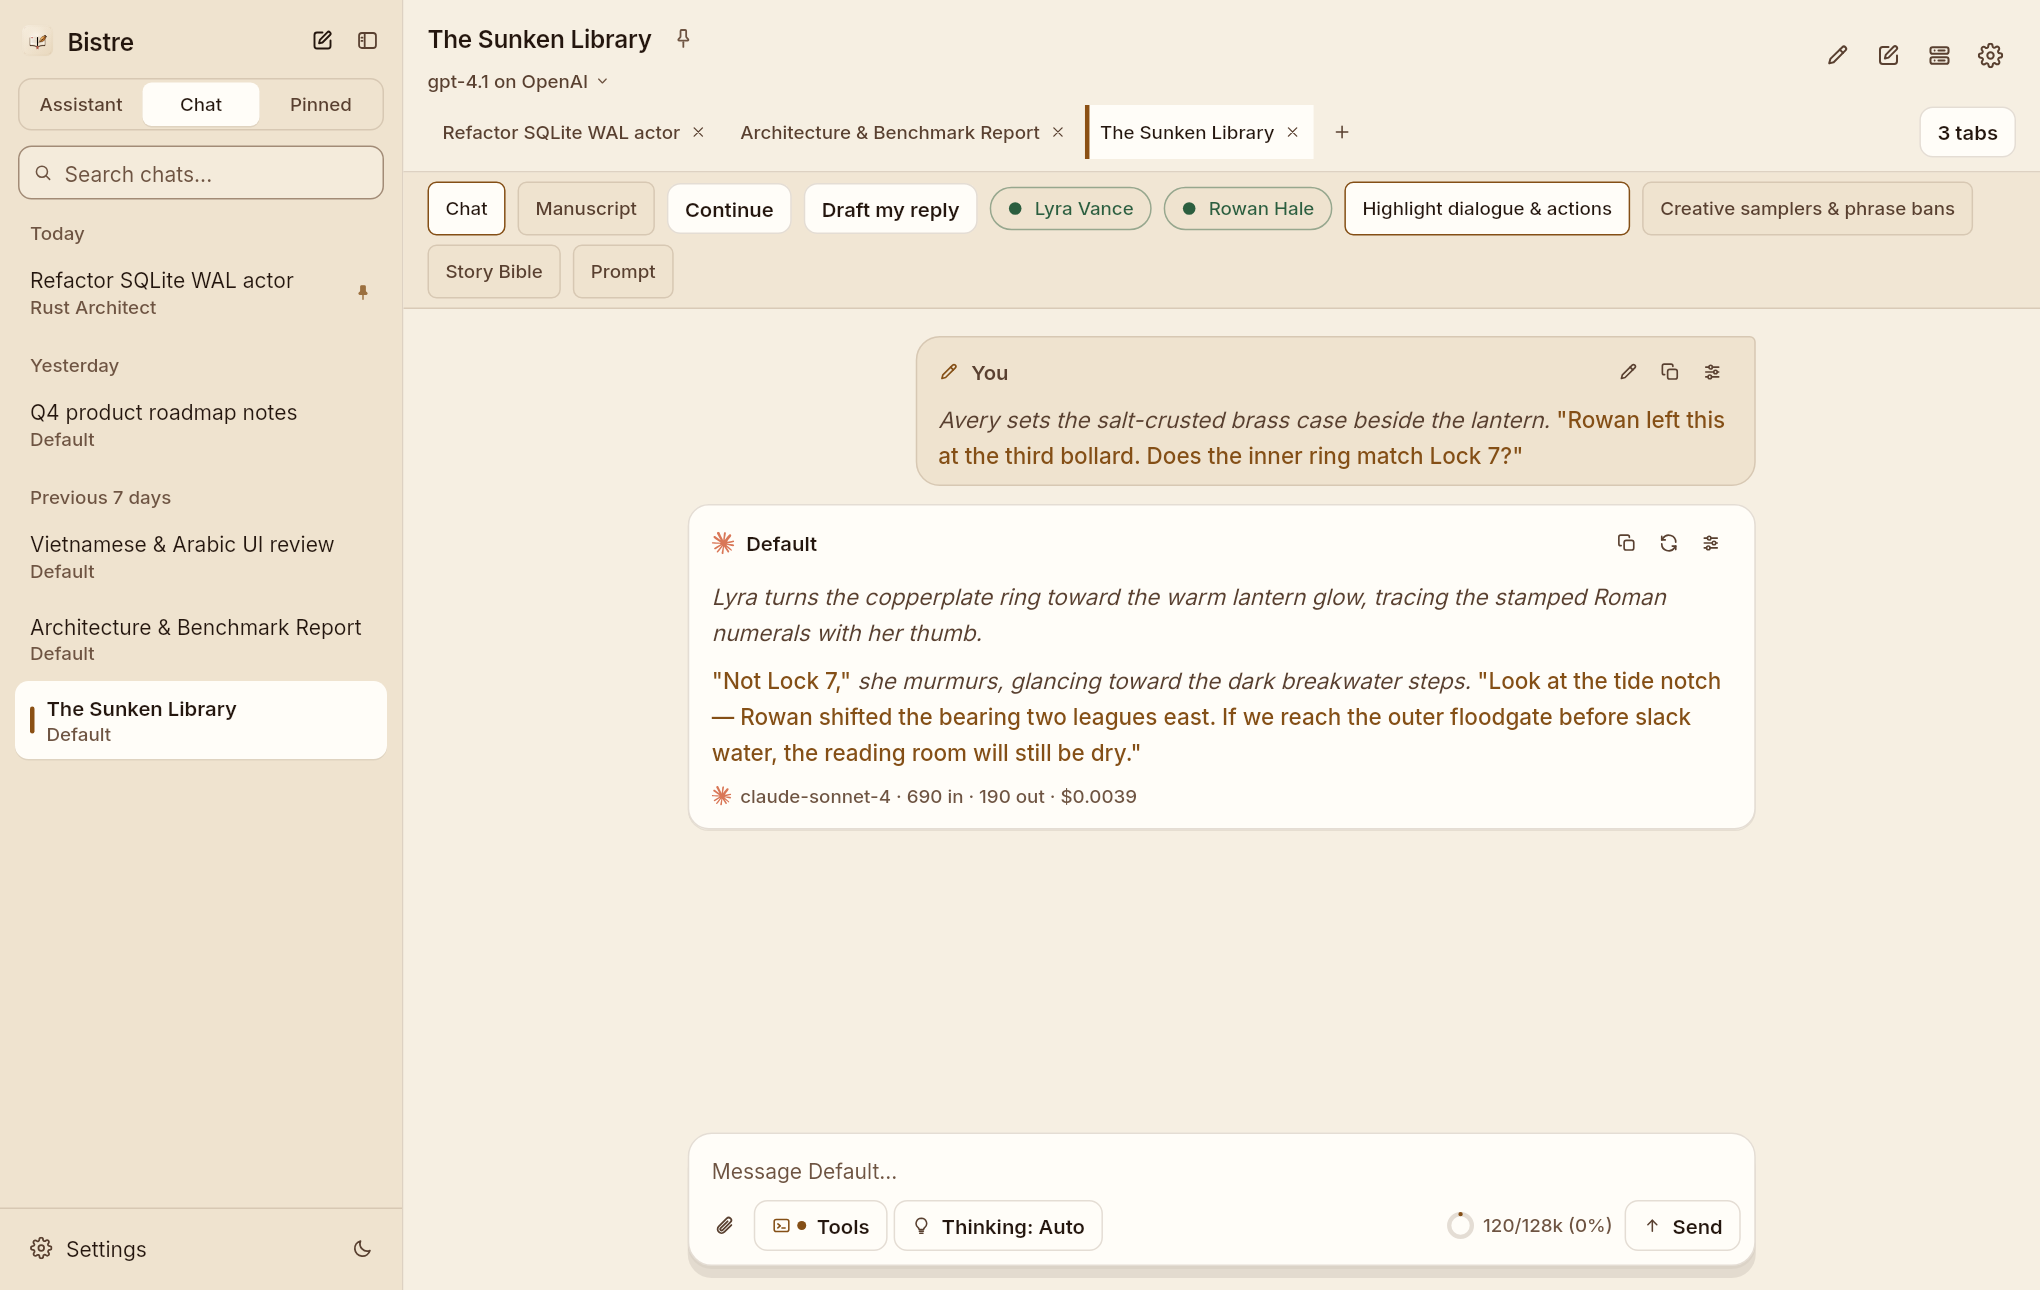 Bistre
Assistant
Chat
Pinned
Search chats...
Today
Refactor SQLite WAL actor
Rust Architect
Yesterday
Q4 product roadmap notes
Default
Previous 7 days
Vietnamese & Arabic UI review
Default
Architecture & Benchmark Report
Default
The Sunken Library
Default
Settings
The Sunken Library
gpt-4.1 on OpenAI
Refactor SQLite WAL actor
Architecture & Benchmark Report
The Sunken Library
3 tabs
Chat
Manuscript
Continue
Draft my reply
Lyra Vance
Rowan Hale
Highlight dialogue & actions
Creative samplers & phrase bans
Story Bible
Prompt
You
Avery sets the salt-crusted brass case beside the lantern. "Rowan left this
at the third bollard. Does the inner ring match Lock 7?"
Default
Lyra turns the copperplate ring toward the warm lantern glow, tracing the stamped Roman
numerals with her thumb.
"Not Lock 7," she murmurs, glancing toward the dark breakwater steps. "Look at the tide notch
— Rowan shifted the bearing two leagues east. If we reach the outer floodgate before slack
water, the reading room will still be dry."
claude-sonnet-4 · 690 in · 190 out · $0.0039
Message Default...
Tools
Thinking: Auto
120/128k (0%)
Send